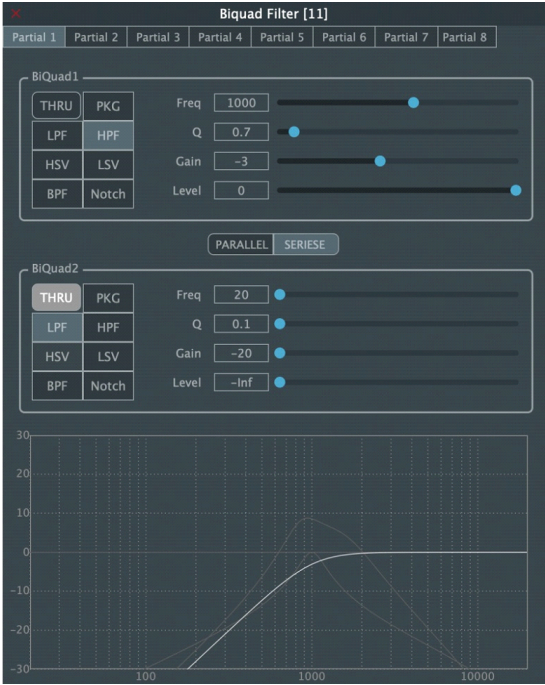 Biquad Filter [11]
Partial 1 Partial 2 Partial 3 Partial 4 Partial 5 Partial 6 Partial 7 Partial 8
BiQuad1
THRU PKG Freq 1000
LPF HPF Q 0.7
HSV LSV Gain -3
BPF Notch Level 0
PARALLEL SERIESE
BiQuad2
THRU PKG Freq 20
LPF HPF Q 0.1
HSV LSV Gain -20
BPF Notch Level -Inf
30
20
10
0
-10
-20
-30
100 1000 10000